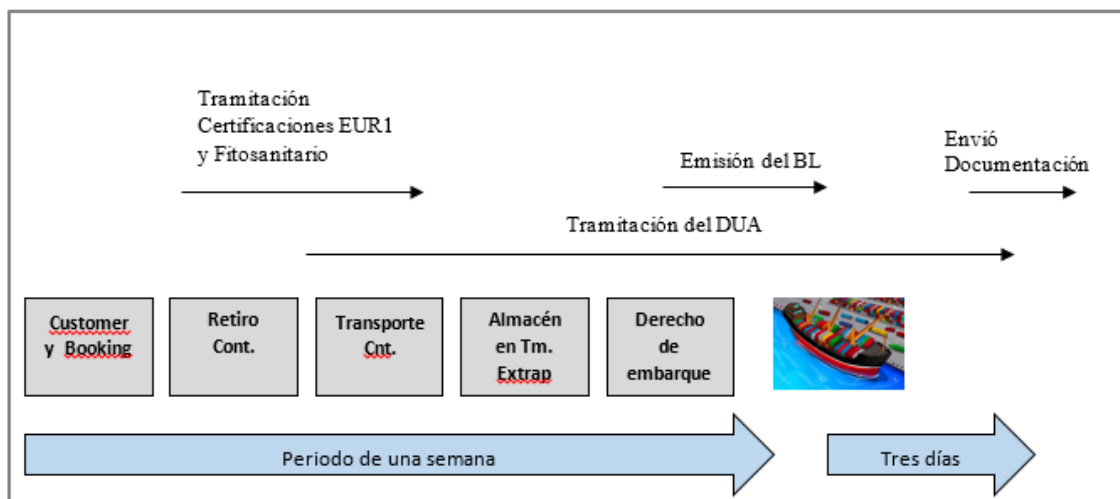 Tramitación
Certificaciones EUR1
y Fitosanitario
Emisión del BL
Envió
Documentación
Tramitación del DUA
Customer
y Booking
Retiro
Cont.
Transporte
Cnt.
Almacén
en Tm.
Extrap
Derecho
de
embarque
Periodo de una semana
Tres días